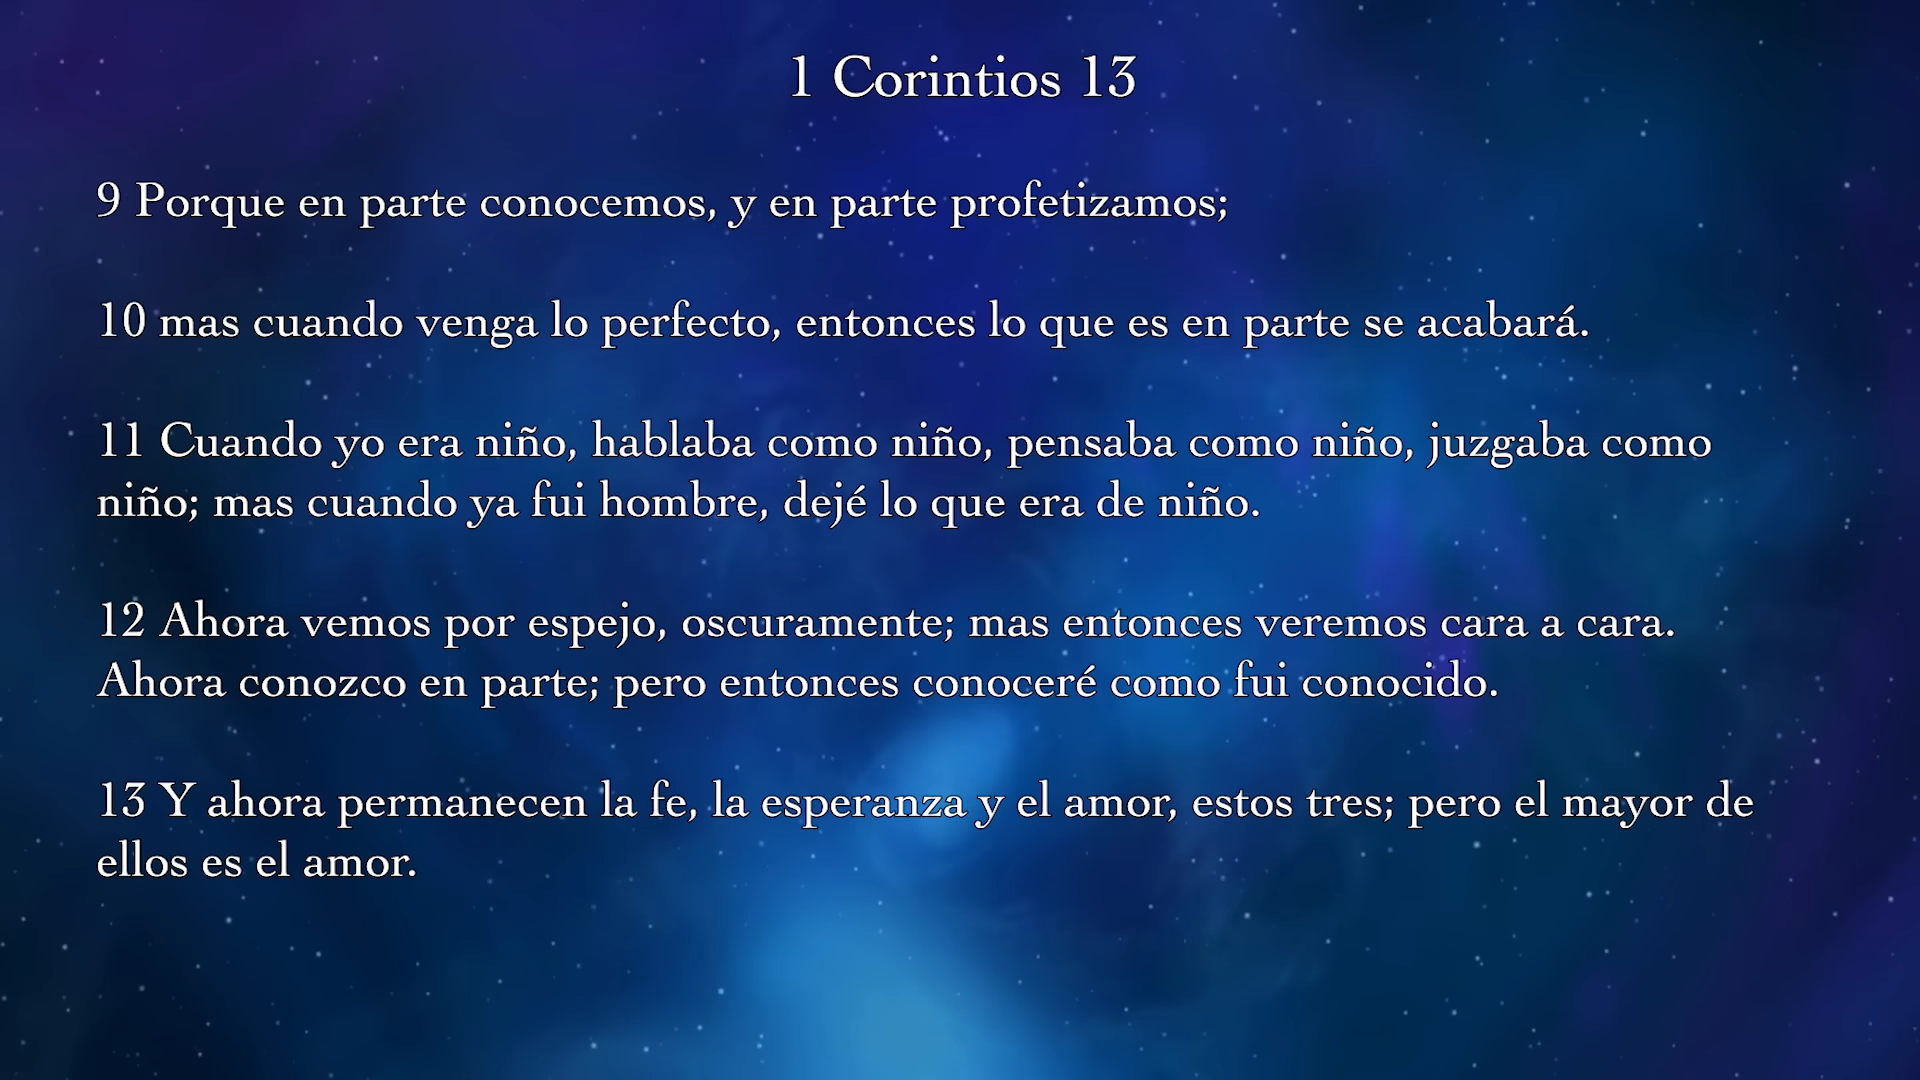 1 Corintios 13
9 Porque en parte conocemos, y en parte profetizamos;
10 mas cuando venga lo perfecto, entonces lo que es en parte se acabará.
11 Cuando yo era niño, hablaba como niño, pensaba como niño, juzgaba como
niño; mas cuando ya fui hombre, dejé lo que era de niño.
12 Ahora vemos por espejo, oscuramente; mas entonces veremos cara a cara.
Ahora conozco en parte; pero entonces conoceré como fui conocido.
13 Y ahora permanecen la fe, la esperanza y el amor, estos tres; pero el mayor de
ellos es el amor.